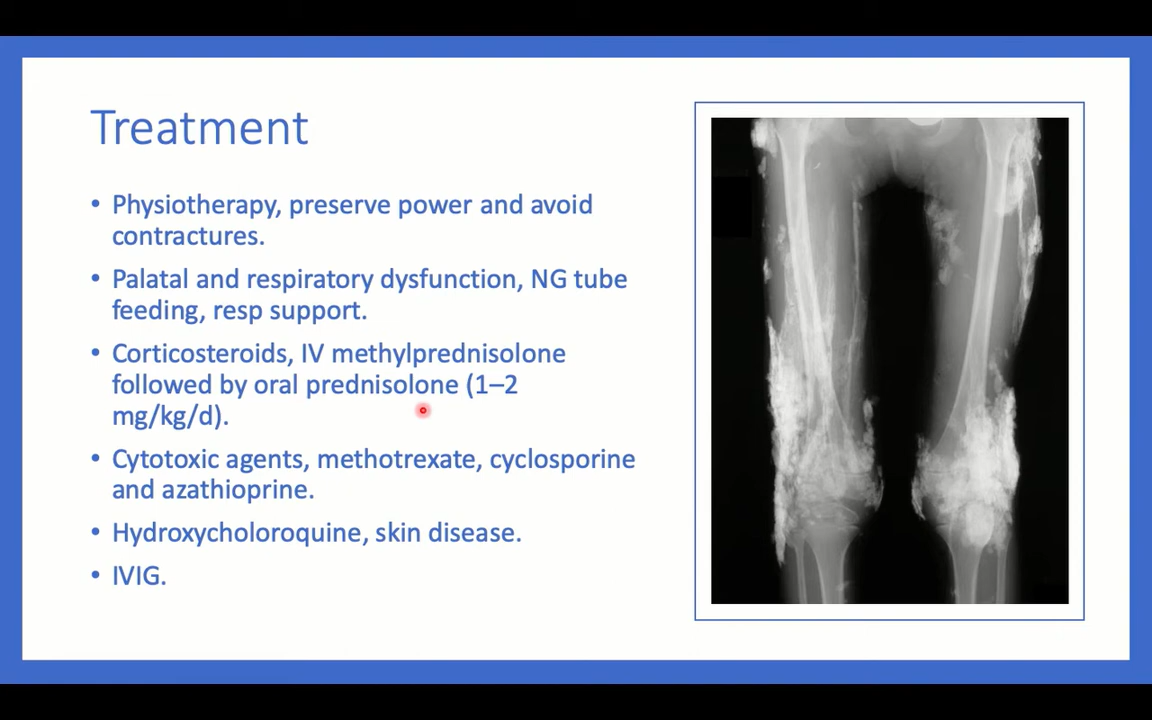 Treatment
• Physiotherapy, preserve power and avoid
contractures.
• Palatal and respiratory dysfunction, NG tube
feeding, resp support.
• Corticosteroids, IV methylprednisolone
followed by oral prednisolone (1–2
mg/kg/d).
• Cytotoxic agents, methotrexate, cyclosporine
and azathioprine.
• Hydroxycholoroquine, skin disease.
• IVIG.